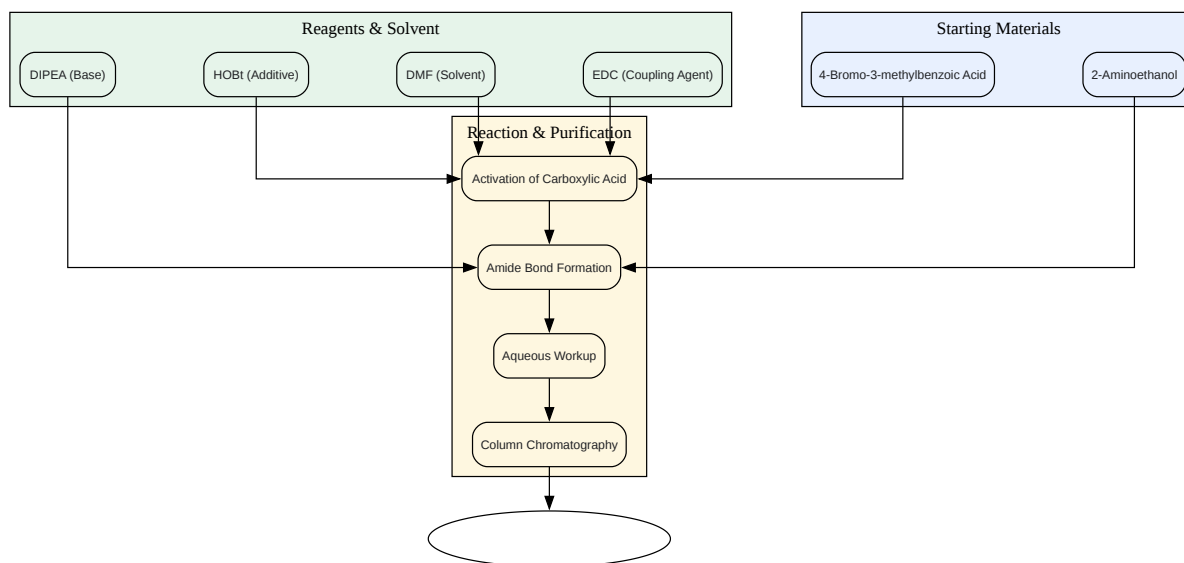 Reagents & Solvent
Starting Materials
DIPEA (Base)
HOBt (Additive)
DMF (Solvent)
EDC (Coupling Agent)
4-Bromo-3-methylbenzoic Acid
2-Aminoethanol
Reaction & Purification
Activation of Carboxylic Acid
Amide Bond Formation
Aqueous Workup
Column Chromatography